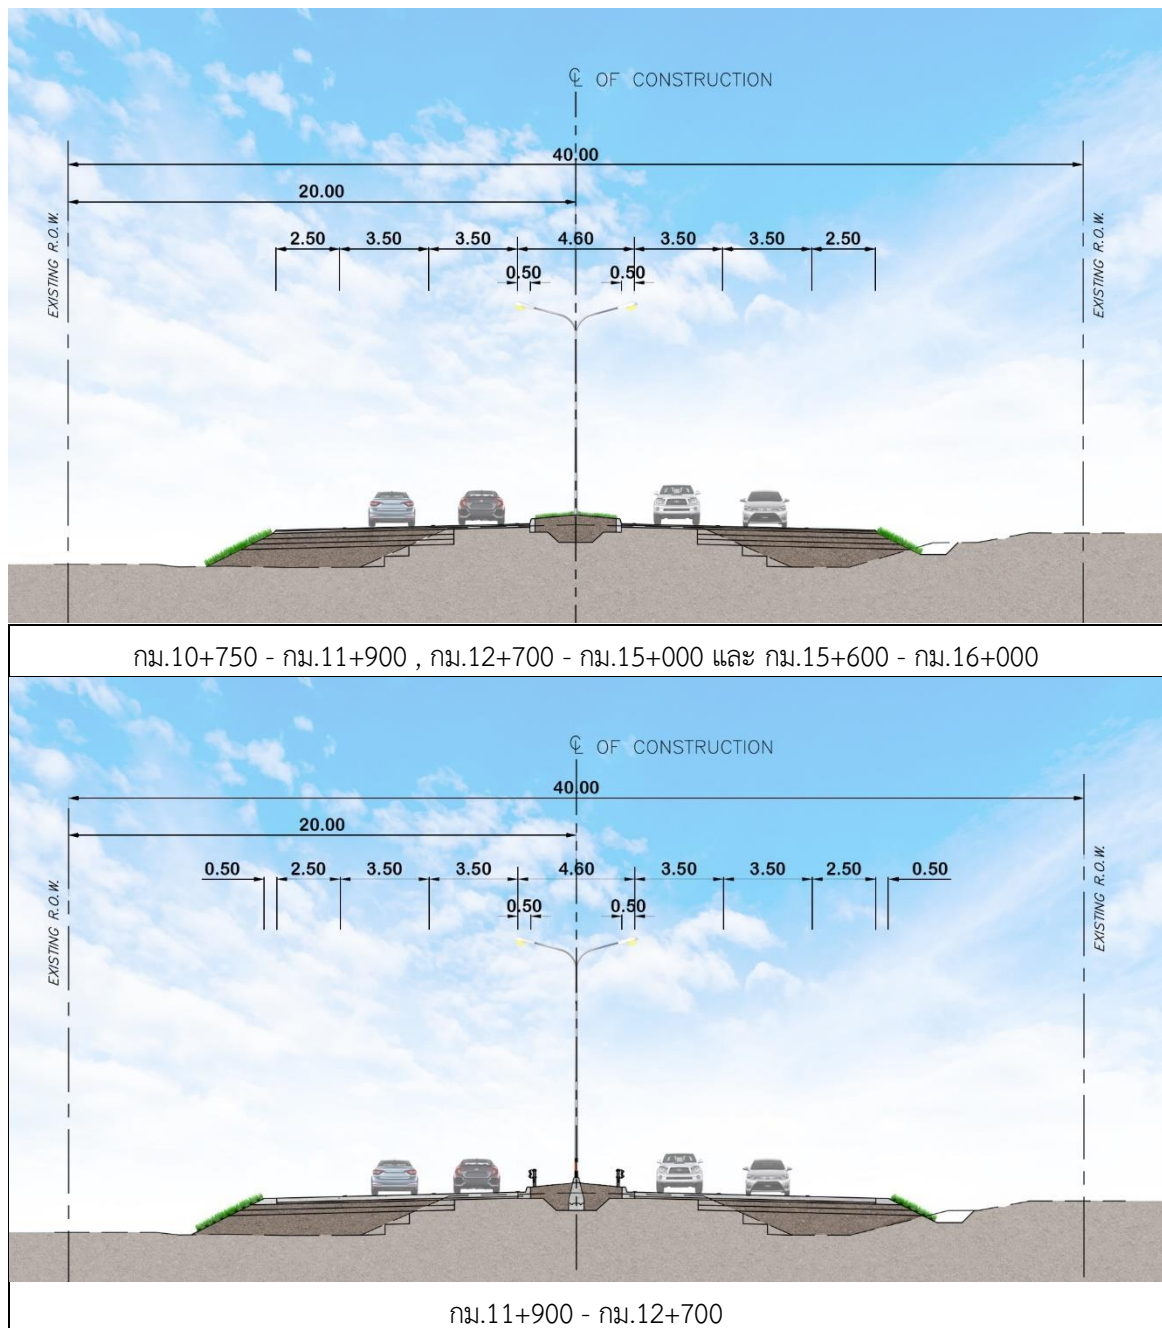 ℄ OF CONSTRUCTION
40.00
20.00
2.50 3.50 3.50 4.60 3.50 3.50 2.50
0.50 0.50
EXISTING R.O.W.
EXISTING R.O.W.
กม.10+750 - กม.11+900 , กม.12+700 - กม.15+000 และ กม.15+600 - กม.16+000
℄ OF CONSTRUCTION
40.00
20.00
0.50 2.50 3.50 3.50 4.60 3.50 3.50 2.50 0.50
0.50 0.50
EXISTING R.O.W.
EXISTING R.O.W.
กม.11+900 - กม.12+700